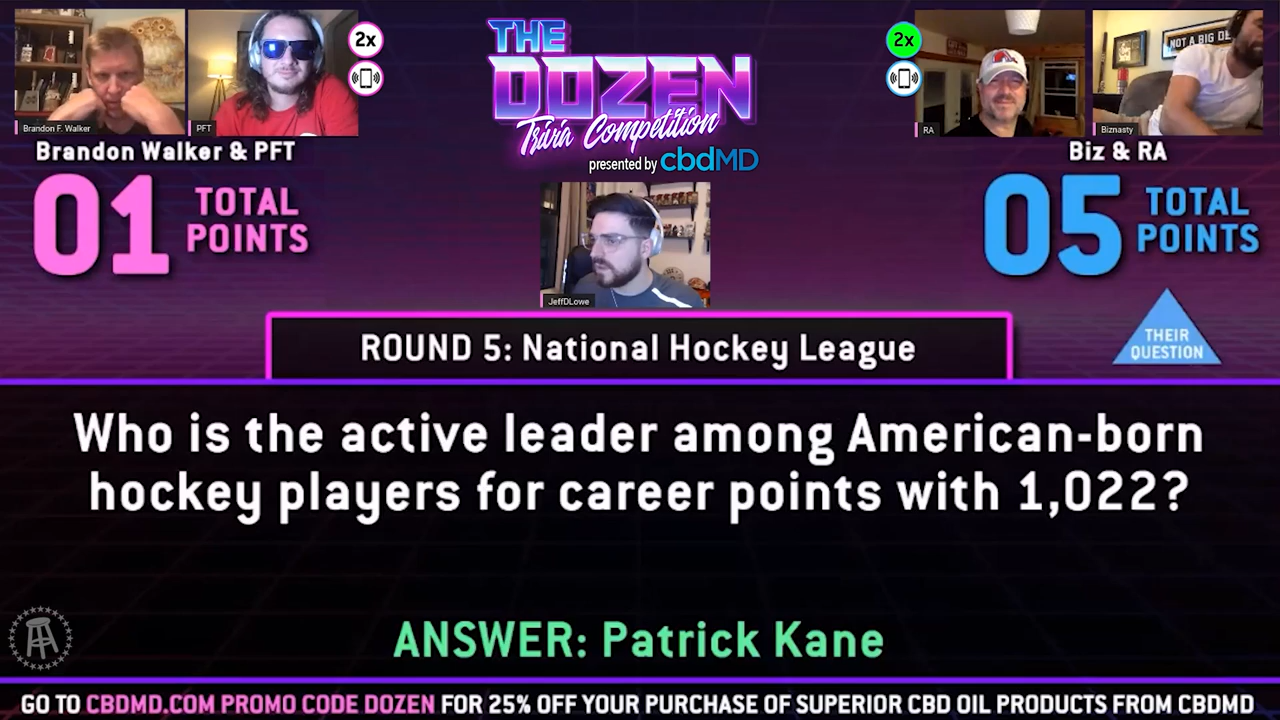 THE
DOZEN
Trivia Competition
presented by cbdMD
2x
2x
NOT A BIG DE
Brandon F. Walker
PFT
RA
Biznasty
Brandon Walker & PFT
Biz & RA
01 TOTAL POINTS
05 TOTAL POINTS
JeffDLowe
THEIR
QUESTION
ROUND 5: National Hockey League
Who is the active leader among American-born
hockey players for career points with 1,022?
ANSWER: Patrick Kane
GO TO CBDMD.COM PROMO CODE DOZEN FOR 25% OFF YOUR PURCHASE OF SUPERIOR CBD OIL PRODUCTS FROM CBDMD